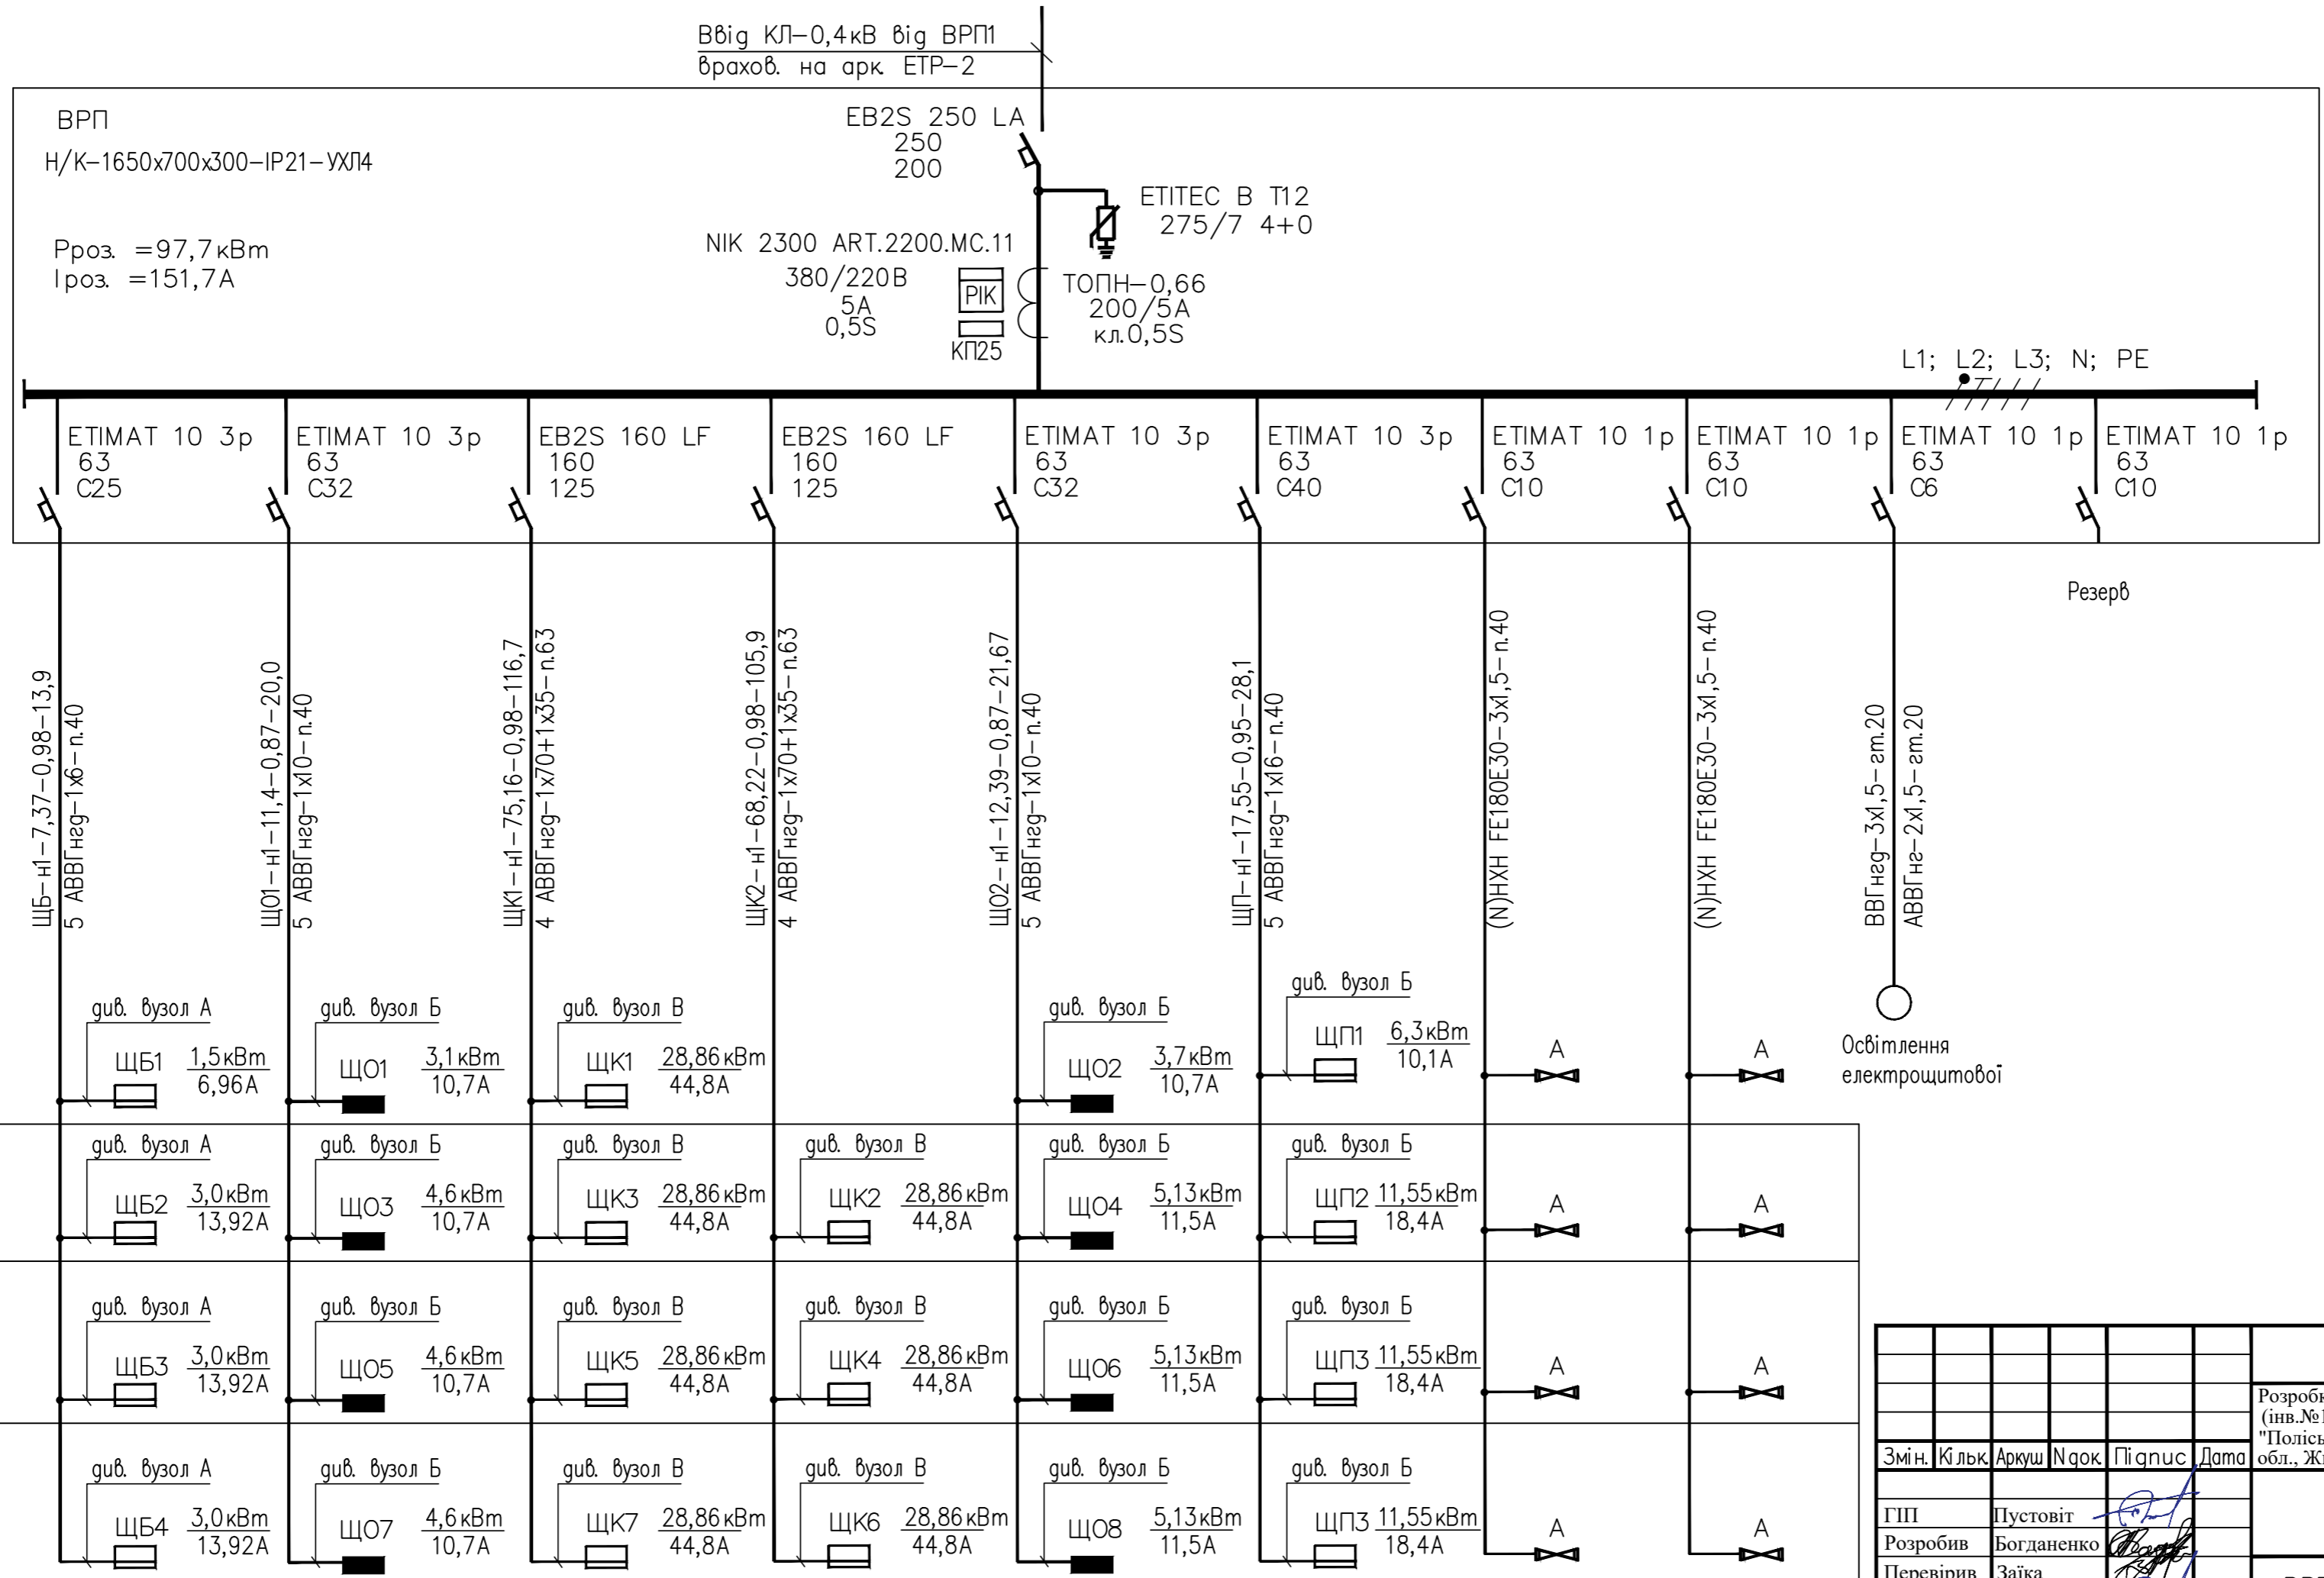 Ввід КЛ-0,4кВ від ВРП1
врахов. на арк. ЕТР-2
ВРП
Н/К-1650х700х300-IP21-УХЛ4
Рроз. =97,7кВт
Іроз. =151,7А
EB2S 250 LA
250
200
ETITEC B T12
275/7 4+0
NIK 2300 ART.2200.MC.11
380/220В
5А
0,5S
РІК
КП25
ТОПН-0,66
200/5А
кл.0,5S
L1; L2; L3; N; PE
ETIMAT 10 3p
63
C25
ETIMAT 10 3p
63
C32
EB2S 160 LF
160
125
EB2S 160 LF
160
125
ETIMAT 10 3p
63
C32
ETIMAT 10 3p
63
C40
ETIMAT 10 1p
63
C10
ETIMAT 10 1p
63
C10
ETIMAT 10 1p
63
C6
ETIMAT 10 1p
63
C10
Резерв
ЩБ-н1-7,37-0,98-13,9
5 АВВГнгд-1х6-п.40
ЩО1-н1-11,4-0,87-20,0
5 АВВГнгд-1х10-п.40
ЩК1-н1-75,16-0,98-116,7
4 АВВГнгд-1х70+1х35-п.63
ЩК2-н1-68,22-0,98-105,9
4 АВВГнгд-1х70+1х35-п.63
ЩО2-н1-12,39-0,87-21,67
5 АВВГнгд-1х10-п.40
ЩП-н1-17,55-0,95-28,1
5 АВВГнгд-1х16-п.40
(N)HXH FE180E30-3х1,5-п.40
(N)HXH FE180E30-3х1,5-п.40
ВВГнгд-3х1,5-гт.20
АВВГнг-2х1,5-гт.20
Освітлення
електрощитової
див. вузол А
ЩБ1 1,5кВт
6,96А
див. вузол Б
ЩО1 3,1кВт
10,7А
див. вузол В
ЩК1 28,86кВт
44,8А
див. вузол Б
ЩО2 3,7кВт
10,7А
див. вузол Б
ЩП1 6,3кВт
10,1А
А
А
див. вузол А
ЩБ2 3,0кВт
13,92А
див. вузол Б
ЩО3 4,6кВт
10,7А
див. вузол В
ЩК3 28,86кВт
44,8А
див. вузол В
ЩК2 28,86кВт
44,8А
див. вузол Б
ЩО4 5,13кВт
11,5А
див. вузол Б
ЩП2 11,55кВт
18,4А
А
А
див. вузол А
ЩБ3 3,0кВт
13,92А
див. вузол Б
ЩО5 4,6кВт
10,7А
див. вузол В
ЩК5 28,86кВт
44,8А
див. вузол В
ЩК4 28,86кВт
44,8А
див. вузол Б
ЩО6 5,13кВт
11,5А
див. вузол Б
ЩП3 11,55кВт
18,4А
А
А
див. вузол А
ЩБ4 3,0кВт
13,92А
див. вузол Б
ЩО7 4,6кВт
10,7А
див. вузол В
ЩК7 28,86кВт
44,8А
див. вузол В
ЩК6 28,86кВт
44,8А
див. вузол Б
ЩО8 5,13кВт
11,5А
див. вузол Б
ЩП3 11,55кВт
18,4А
А
А
Змін. Кільк Аркуш Nдок Підпис Дата
ГІП Пустовіт
Розробив Богданенко
Перевірив Заїка